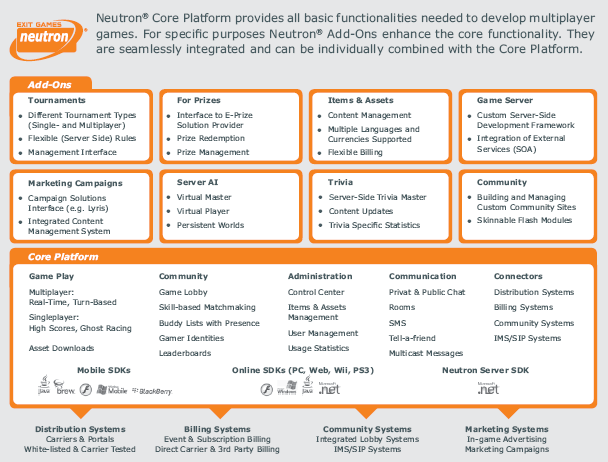 EXIT GAMES
neutron®
Neutron® Core Platform provides all basic functionalities needed to develop multiplayer
games. For specific purposes Neutron® Add-Ons enhance the core functionality. They
are seamlessly integrated and can be individually combined with the Core Platform.
Add-Ons
Tournaments
• Different Tournament Types
(Single- and Multiplayer)
• Flexible (Server Side) Rules
• Management Interface
For Prizes
• Interface to E-Prize
Solution Provider
• Prize Redemption
• Prize Management
Items & Assets
• Content Management
• Multiple Languages and
Currencies Supported
• Flexible Billing
Game Server
• Custom Server-Side
Development Framework
• Integration of External
Services (SOA)
Marketing Campaigns
• Campaign Solutions
Interface (e.g. Lyris)
• Integrated Content
Management System
Server AI
• Virtual Master
• Virtual Player
• Persistent Worlds
Trivia
• Server-Side Trivia Master
• Content Updates
• Trivia Specific Statistics
Community
• Building and Managing
Custom Community Sites
• Skinnable Flash Modules
Core Platform
Game Play
Multiplayer:
Real-Time, Turn-Based
Singleplayer:
High Scores, Ghost Racing
Asset Downloads
Community
Game Lobby
Skill-based Matchmaking
Buddy Lists with Presence
Gamer Identities
Leaderboards
Administration
Control Center
Items & Assets
Management
User Management
Usage Statistics
Communication
Privat & Public Chat
Rooms
SMS
Tell-a-friend
Multicast Messages
Connectors
Distribution Systems
Billing Systems
Community Systems
IMS/SIP Systems
Mobile SDKs
Java
brew
Windows Mobile
BlackBerry
Online SDKs (PC, Web, Wii, PS3)
Windows
Java
Microsoft .net
Neutron Server SDK
Microsoft .net
Distribution Systems
Carriers & Portals
White-listed & Carrier Tested
Billing Systems
Event & Subscription Billing
Direct Carrier & 3rd Party Billing
Community Systems
Integrated Lobby Systems
IMS/SIP Systems
Marketing Systems
In-game Advertising
Marketing Campaigns